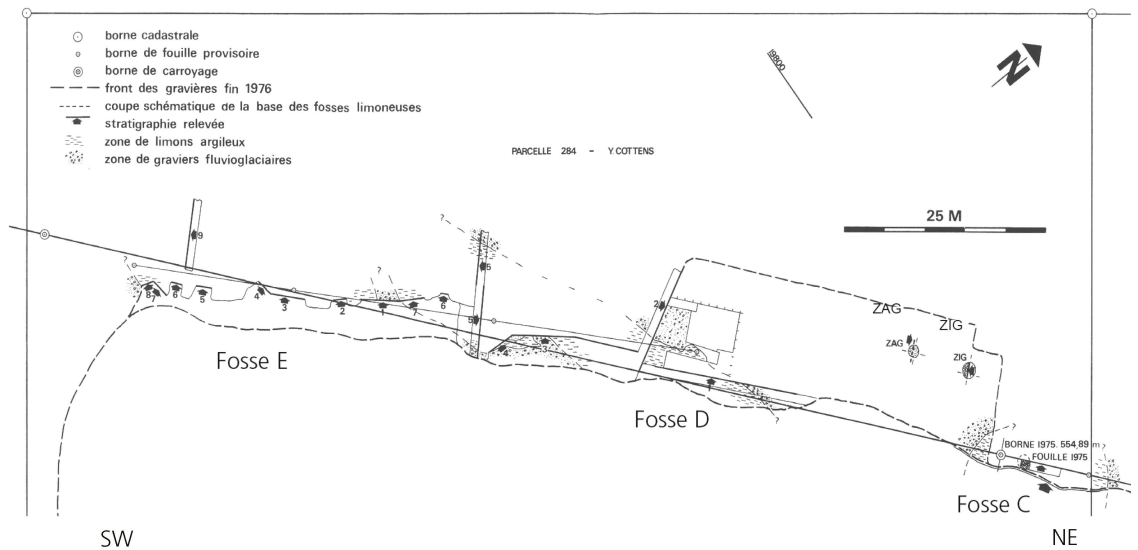 borne cadastrale
borne de fouille provisoire
borne de carroyage
front des gravières fin 1976
coupe schématique de la base des fosses limoneuses
stratigraphie relevée
zone de limons argileux
zone de graviers fluvioglaciaires
19800
N
PARCELLE 284 - Y. COTTENS
25 M
9
?
?
?
5
8
7
6
5
4
3
2
1
7
6
5
2
4
1
ZAG
ZIG
ZAG
ZIG
Fosse E
Fosse D
?
?
BORNE 1975. 554,89 m
?
FOUILLE 1975
Fosse C
SW
NE